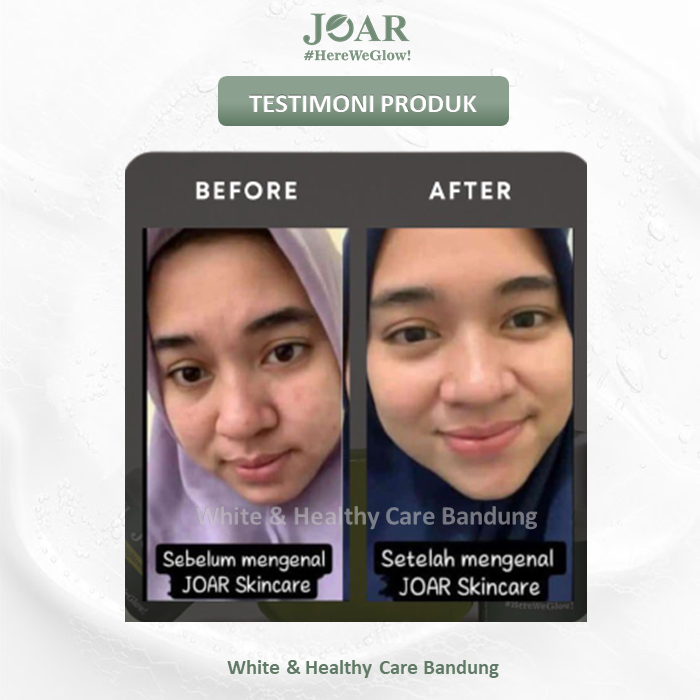 JOAR
#HereWeGlow!
TESTIMONI PRODUK
BEFORE
AFTER
White & Healthy Care Bandung
Sebelum mengenal
JOAR Skincare
Setelah mengenal
JOAR Skincare
#HereWeGlow!
White & Healthy Care Bandung